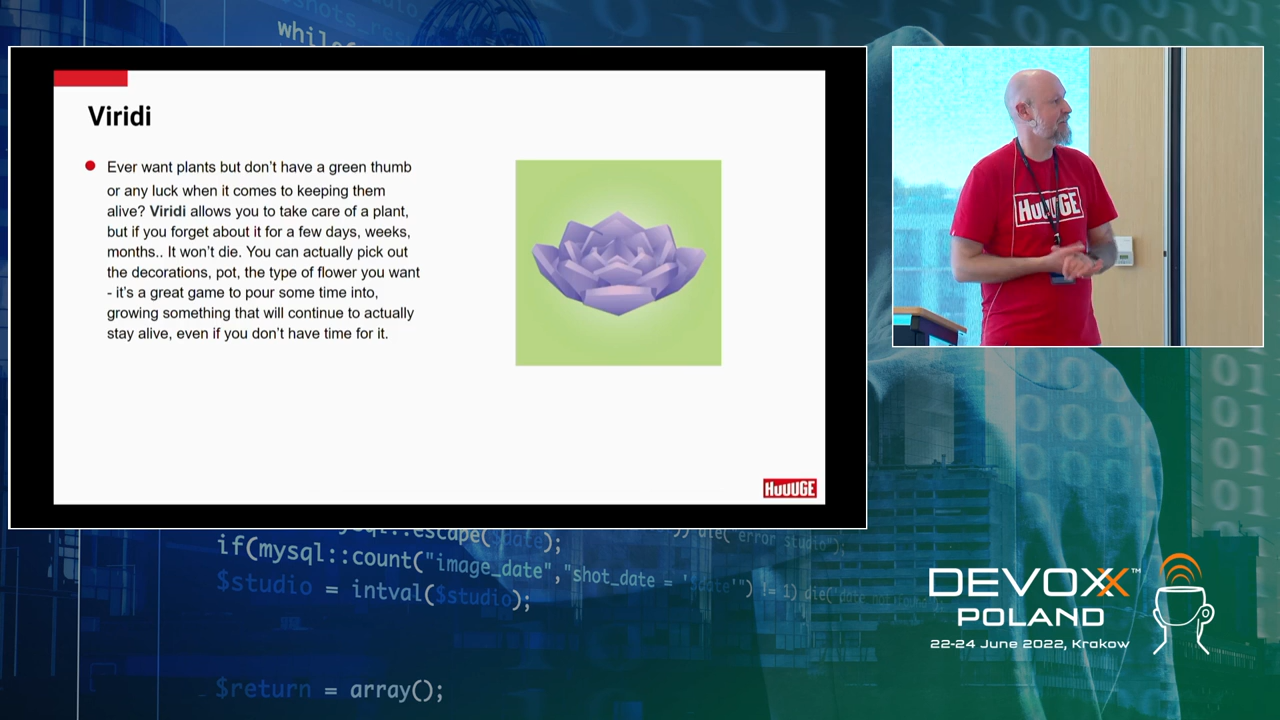 while
Viridi
Ever want plants but don't have a green thumb
or any luck when it comes to keeping them
alive? Viridi allows you to take care of a plant,
but if you forget about it for a few days, weeks,
months.. It won't die. You can actually pick out
the decorations, pot, the type of flower you want
- it's a great game to pour some time into,
growing something that will continue to actually
stay alive, even if you don't have time for it.
HUUUGE
HUUUGE
if(mysql::count("image_date","shot_date = '$date'") != 1) die(
$studio = intval($studio);
$return = array();
DEVOXX™
POLAND
22-24 June 2022, Krakow